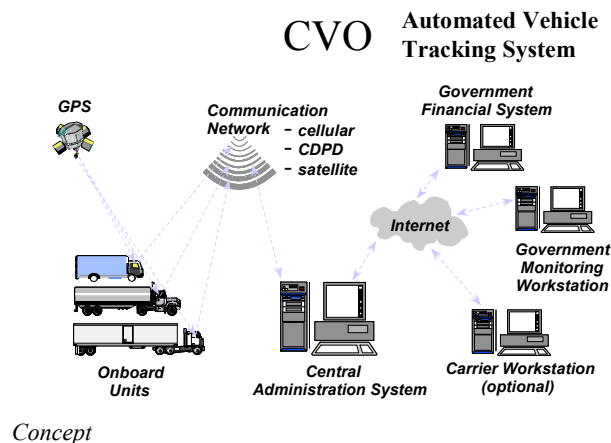 CVO
Automated Vehicle
Tracking System
GPS
Communication
Network
- cellular
- CDPD
- satellite
Government
Financial System
Internet
Government
Monitoring
Workstation
Onboard
Units
Central
Administration System
Carrier Workstation
(optional)
Concept